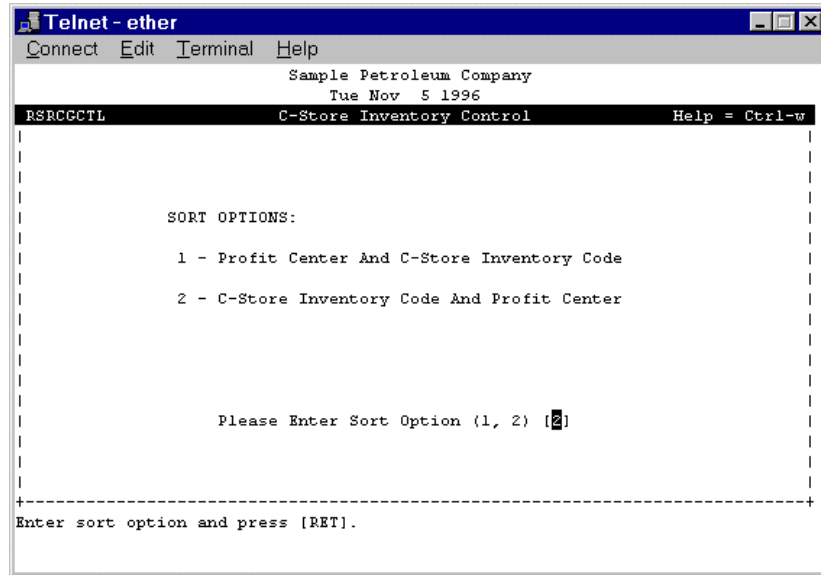 Telnet - ether
Connect Edit Terminal Help
Sample Petroleum Company
Tue Nov 5 1996
RSRCGCTL C-Store Inventory Control Help = Ctrl-w
SORT OPTIONS:
1 - Profit Center And C-Store Inventory Code
2 - C-Store Inventory Code And Profit Center
Please Enter Sort Option (1, 2) [2]
Enter sort option and press [RET].